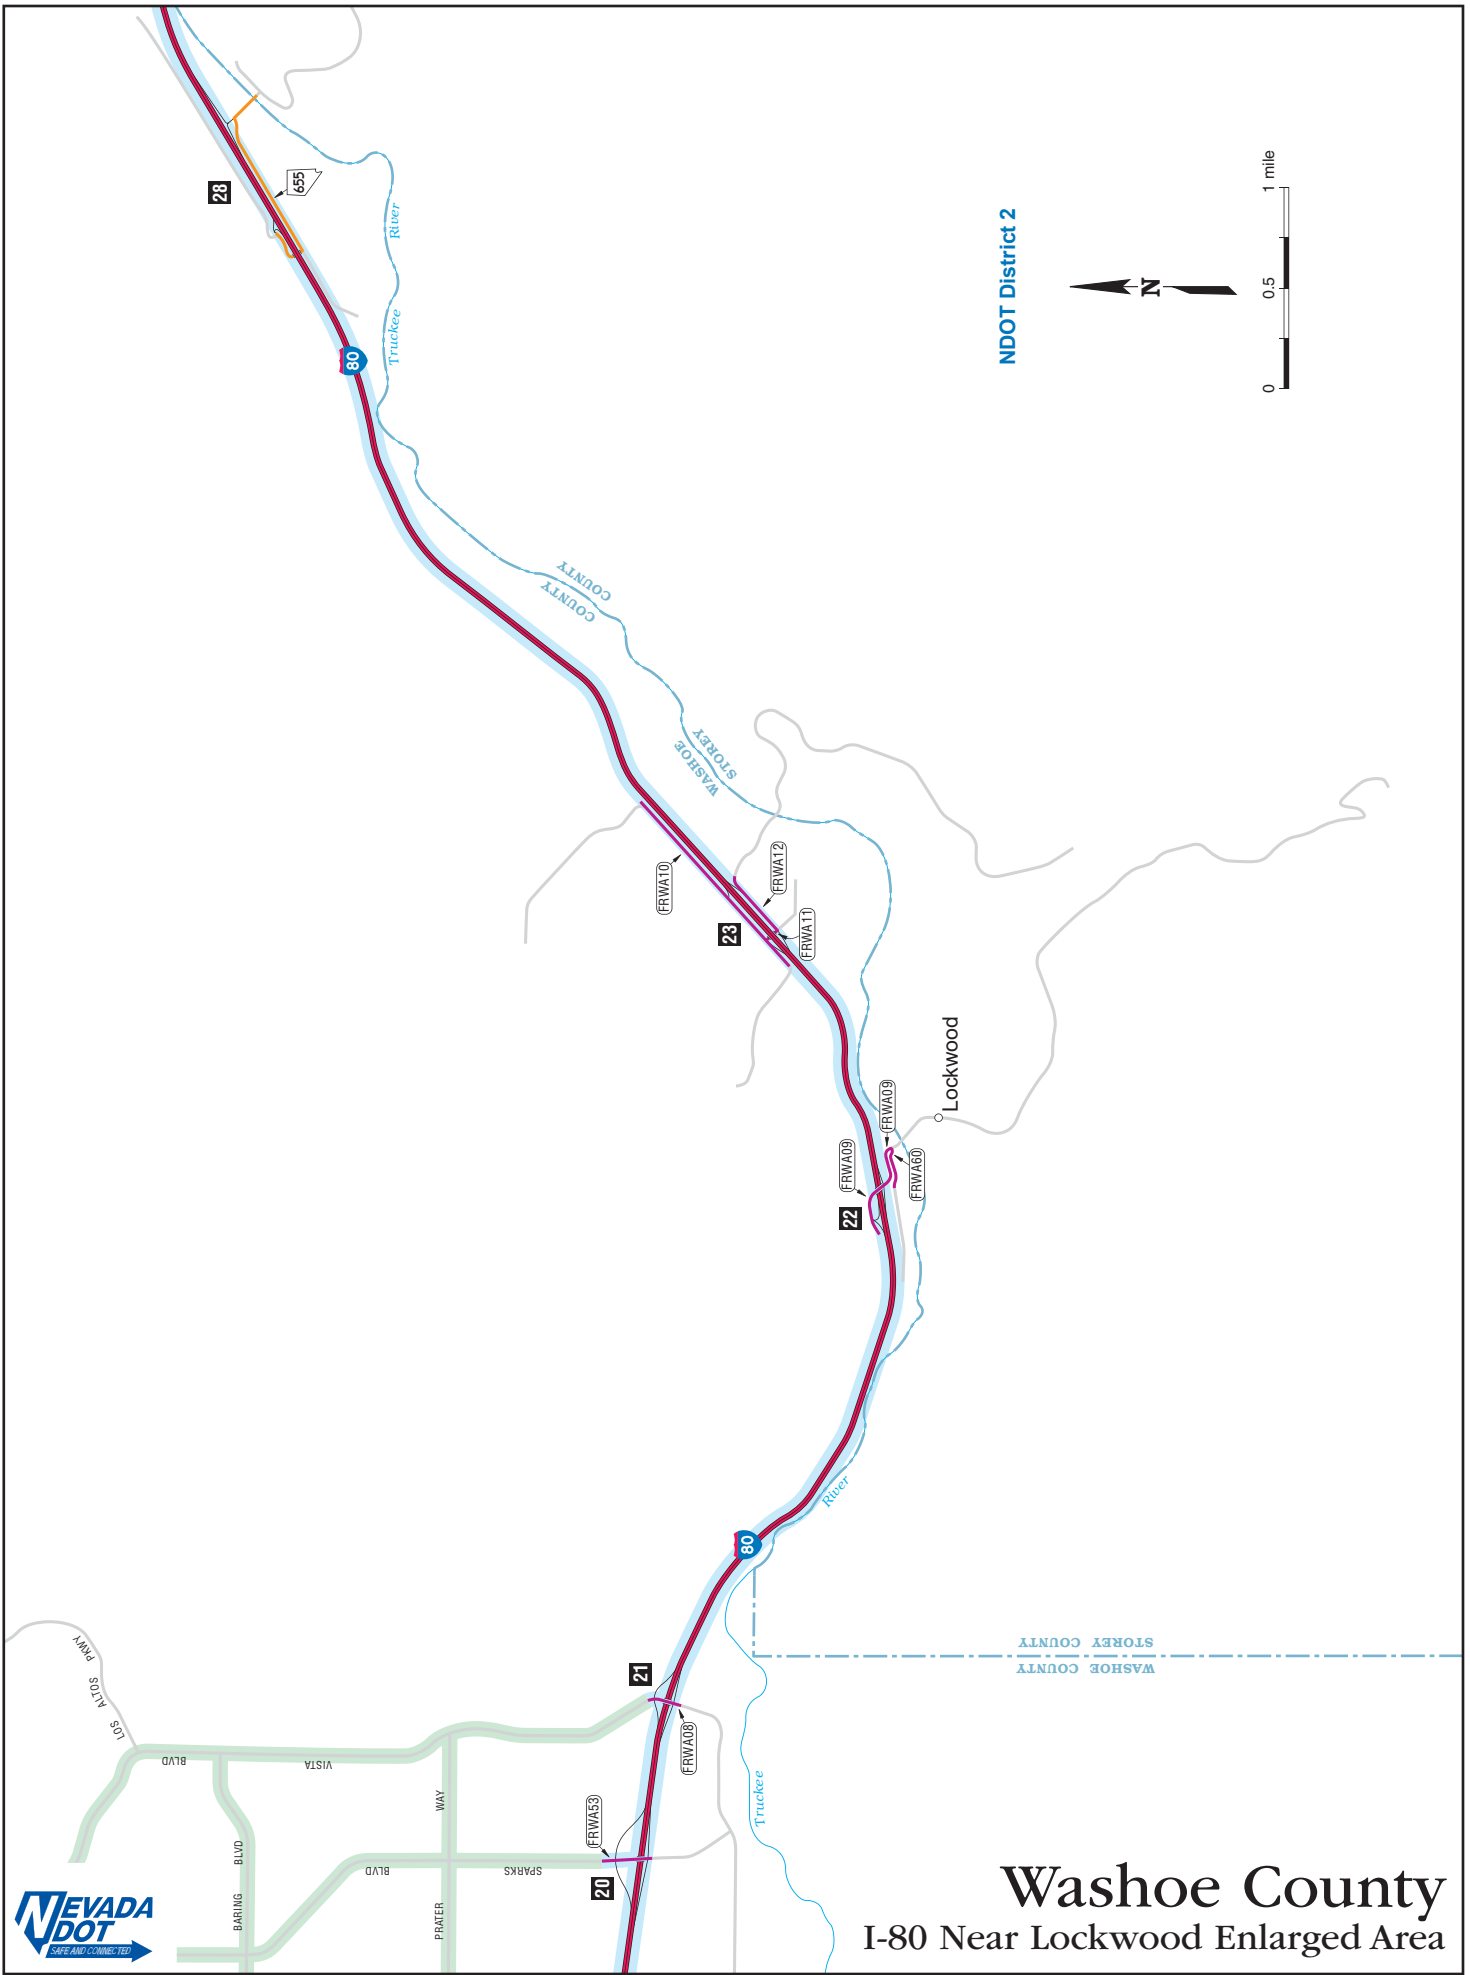 28
655
River
Truckee
80
NDOT District 2
N
0
0.5
1 mile
COUNTY
COUNTY
STOREY
WASHOE
FRWA10
FRWA12
23
FRWA11
Lockwood
FRWA09
FRWA09
FRWA60
22
River
80
STOREY COUNTY
WASHOE COUNTY
LOS ALTOS PKWY
21
FRWA08
BLVD
VISTA
Truckee
WAY
PRATER
FRWA53
BLVD
BARING
BLVD
SPARKS
20
NEVADA
DOT
SAFE AND CONNECTED
Washoe County
I-80 Near Lockwood Enlarged Area